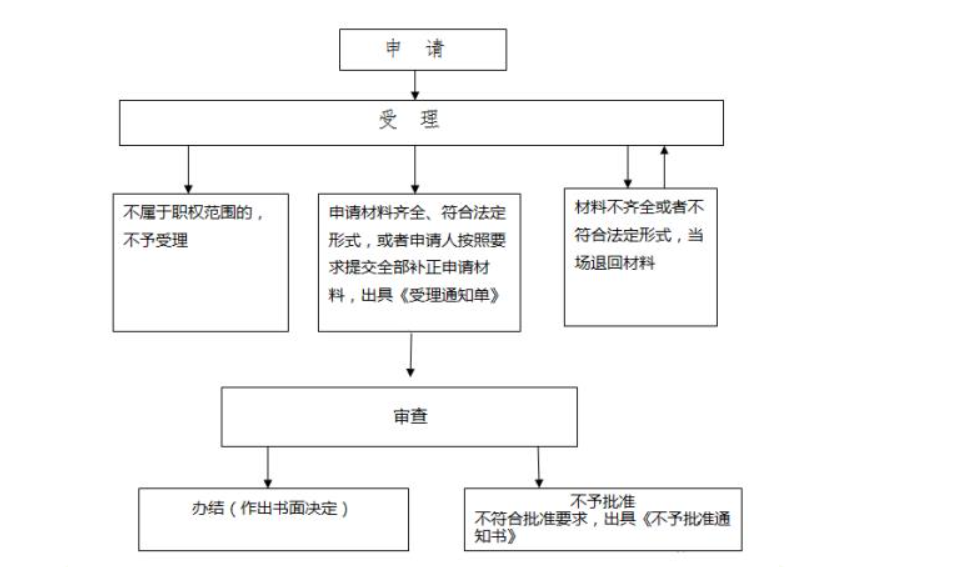 申 请
受 理
不属于职权范围的，
不予受理
申请材料齐全、符合法定
形式，或者申请人按照要
求提交全部补正申请材
料，出具《受理通知单》
材料不齐全或者不
符合法定形式，当
场退回材料
审查
办结（作出书面决定）
不予批准
不符合批准要求，出具《不予批准通
知书》